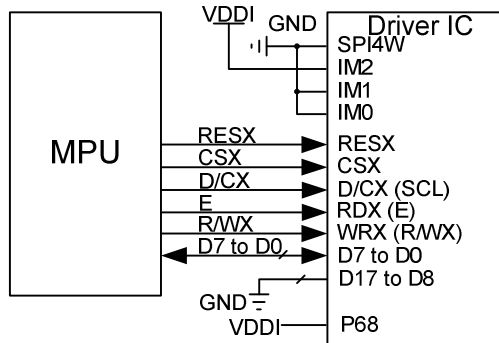 VDDI
GND
Driver IC
SPI4W
IM2
IM1
IM0
MPU
RESX
RESX
CSX
CSX
D/CX
D/CX (SCL)
E
RDX (E)
R/WX
WRX (R/WX)
D7 to D0
D7 to D0
D17 to D8
GND
VDDI
P68